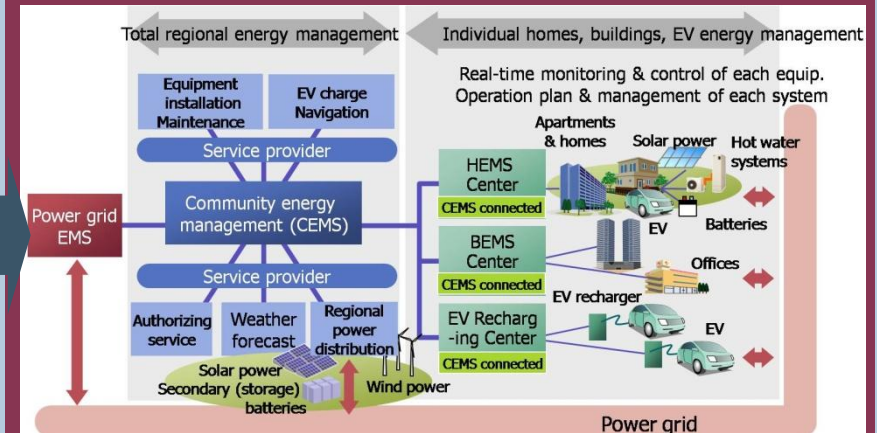 Total regional energy management
Individual homes, buildings, EV energy management
Equipment
installation
Maintenance
EV charge
Navigation
Service provider
Power grid
EMS
Community energy
management (CEMS)
Service provider
Authorizing
service
Weather
forecast
Regional
power
distribution
Solar power
Secondary (storage)
batteries
Wind power
Real-time monitoring & control of each equip.
Operation plan & management of each system
Apartments
& homes
Solar power
Hot water
systems
HEMS
Center
CEMS connected
EV
Batteries
BEMS
Center
CEMS connected
Offices
EV Recharg
-ing Center
CEMS connected
EV recharger
EV
Power grid